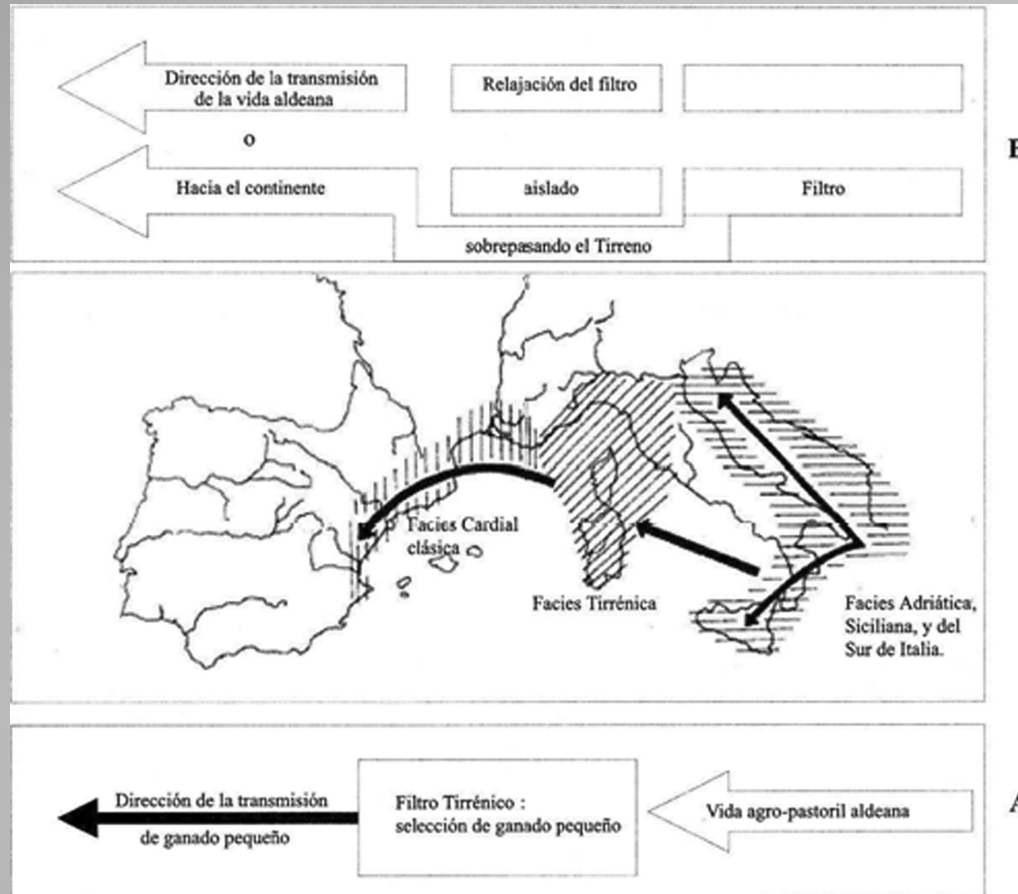 Dirección de la transmisión
de la vida aldeana
Relajación del filtro
o
Hacia el continente
aislado
Filtro
sobrepasando el Tirreno
Facies Cardial
clásica
Facies Tirrénica
Facies Adriática,
Siciliana, y del
Sur de Italia.
Dirección de la transmisión
de ganado pequeño
Filtro Tirrénico :
selección de ganado pequeño
Vida agro-pastoril aldeana